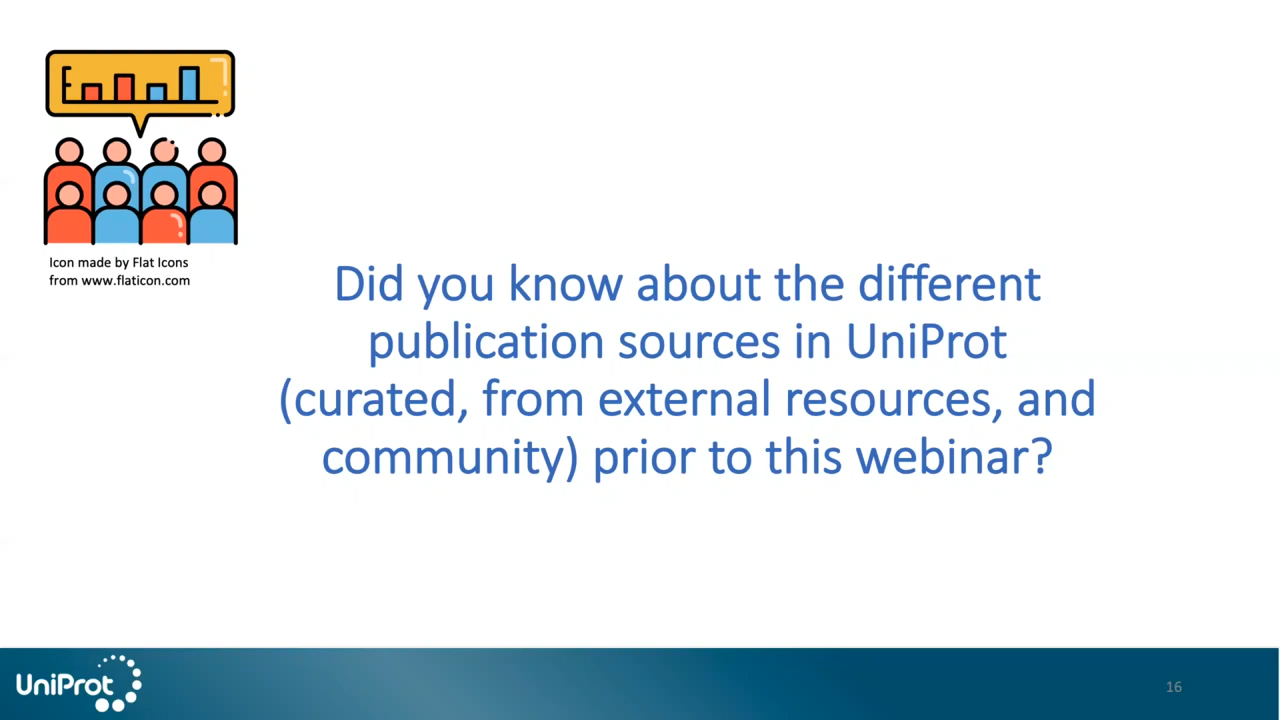 Icon made by Flat Icons
from www.flaticon.com
Did you know about the different
publication sources in UniProt
(curated, from external resources, and
community) prior to this webinar?
UniProt
16